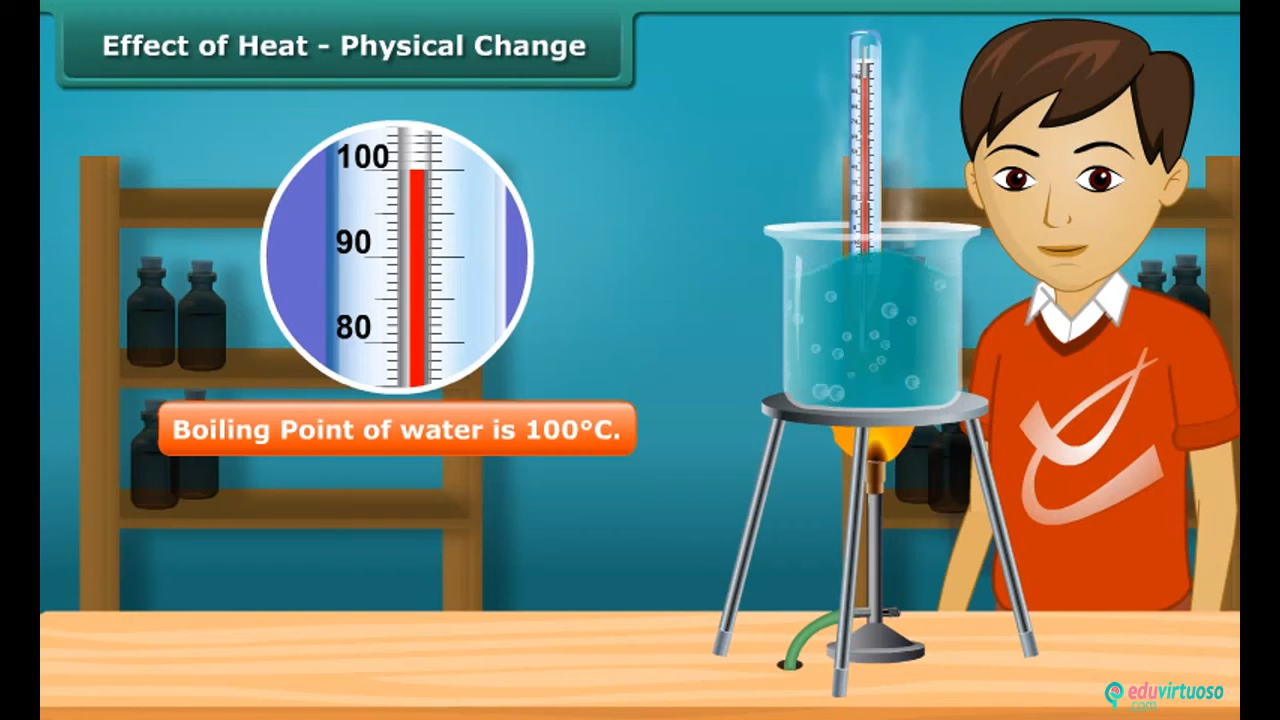 Effect of Heat - Physical Change
100
90
80
Boiling Point of water is 100°C.
eduvirtuoso
.com